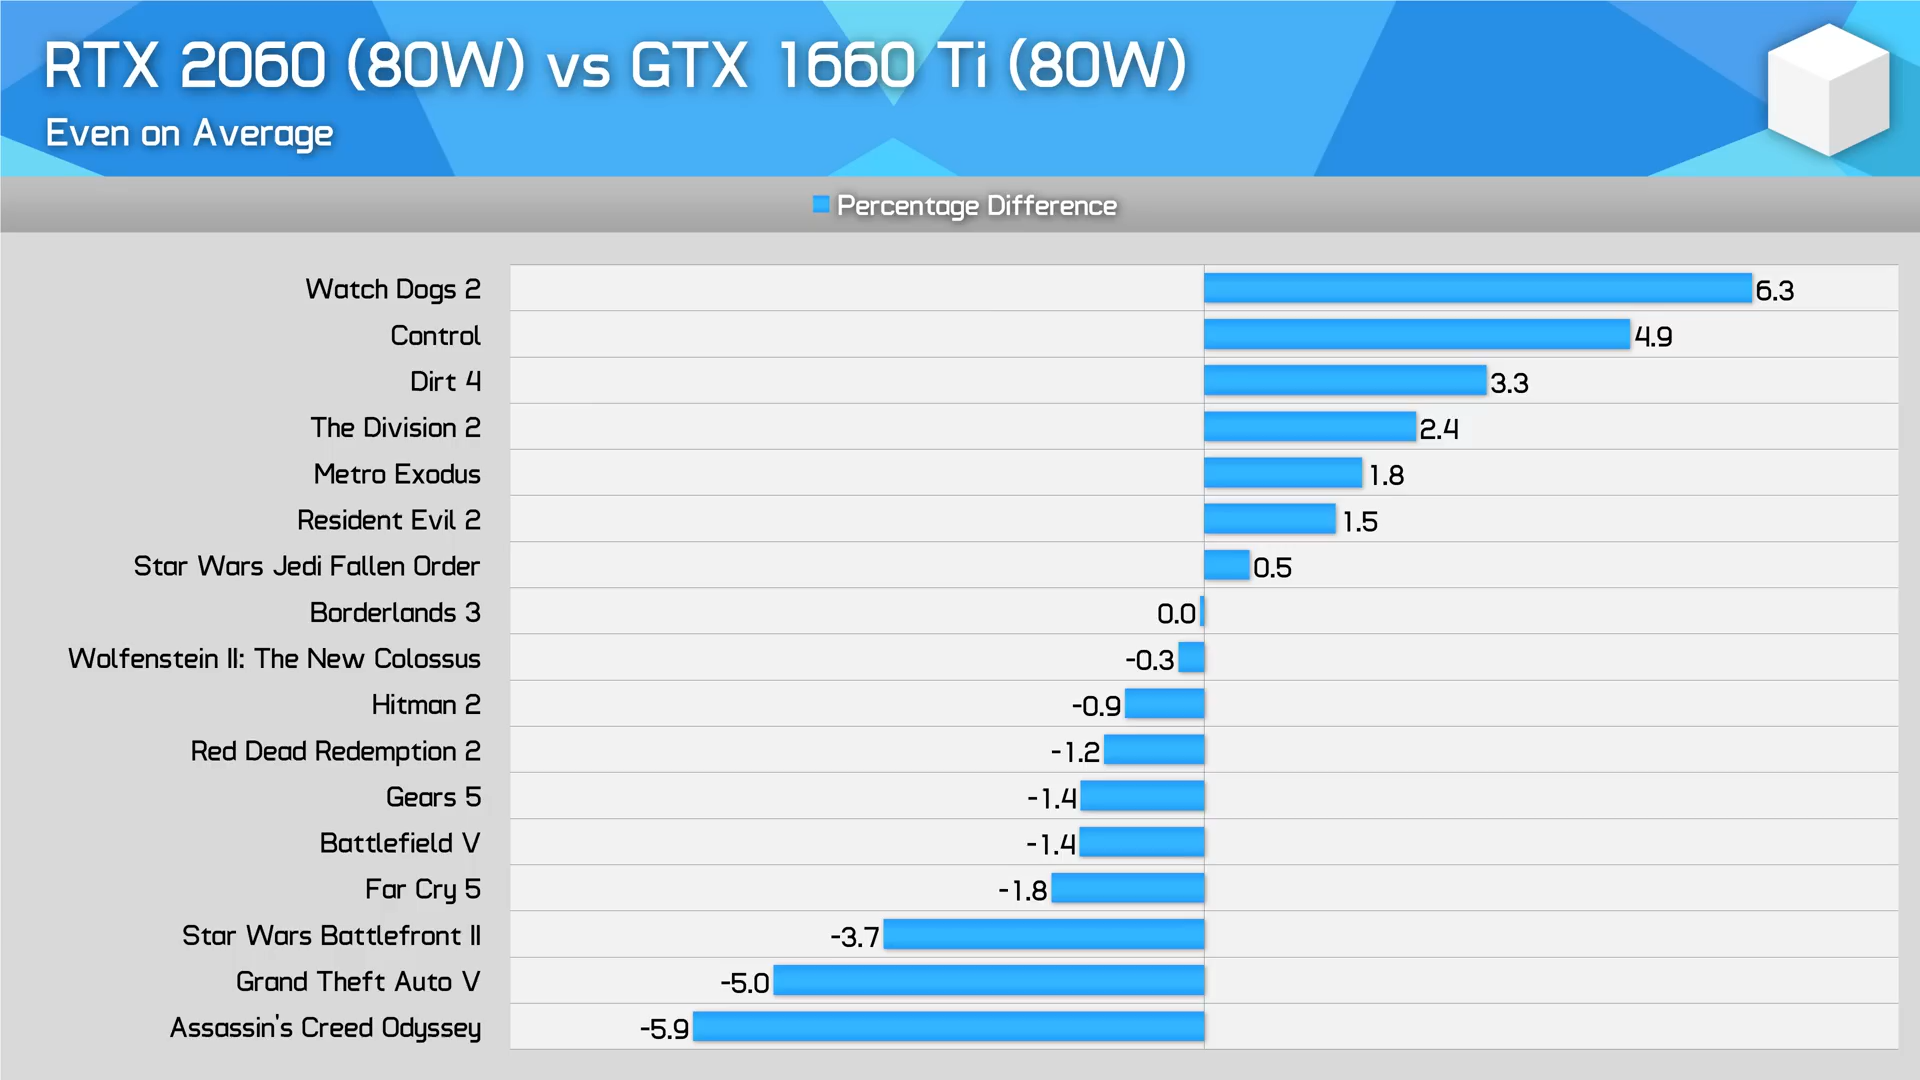 RTX 2060 (80W) vs GTX 1660 Ti (80W)
Even on Average
Percentage Difference
Watch Dogs 2 6.3
Control 4.9
Dirt 4 3.3
The Division 2 2.4
Metro Exodus 1.8
Resident Evil 2 1.5
Star Wars Jedi Fallen Order 0.5
Borderlands 3 0.0
Wolfenstein II: The New Colossus -0.3
Hitman 2 -0.9
Red Dead Redemption 2 -1.2
Gears 5 -1.4
Battlefield V -1.4
Far Cry 5 -1.8
Star Wars Battlefront II -3.7
Grand Theft Auto V -5.0
Assassin's Creed Odyssey -5.9